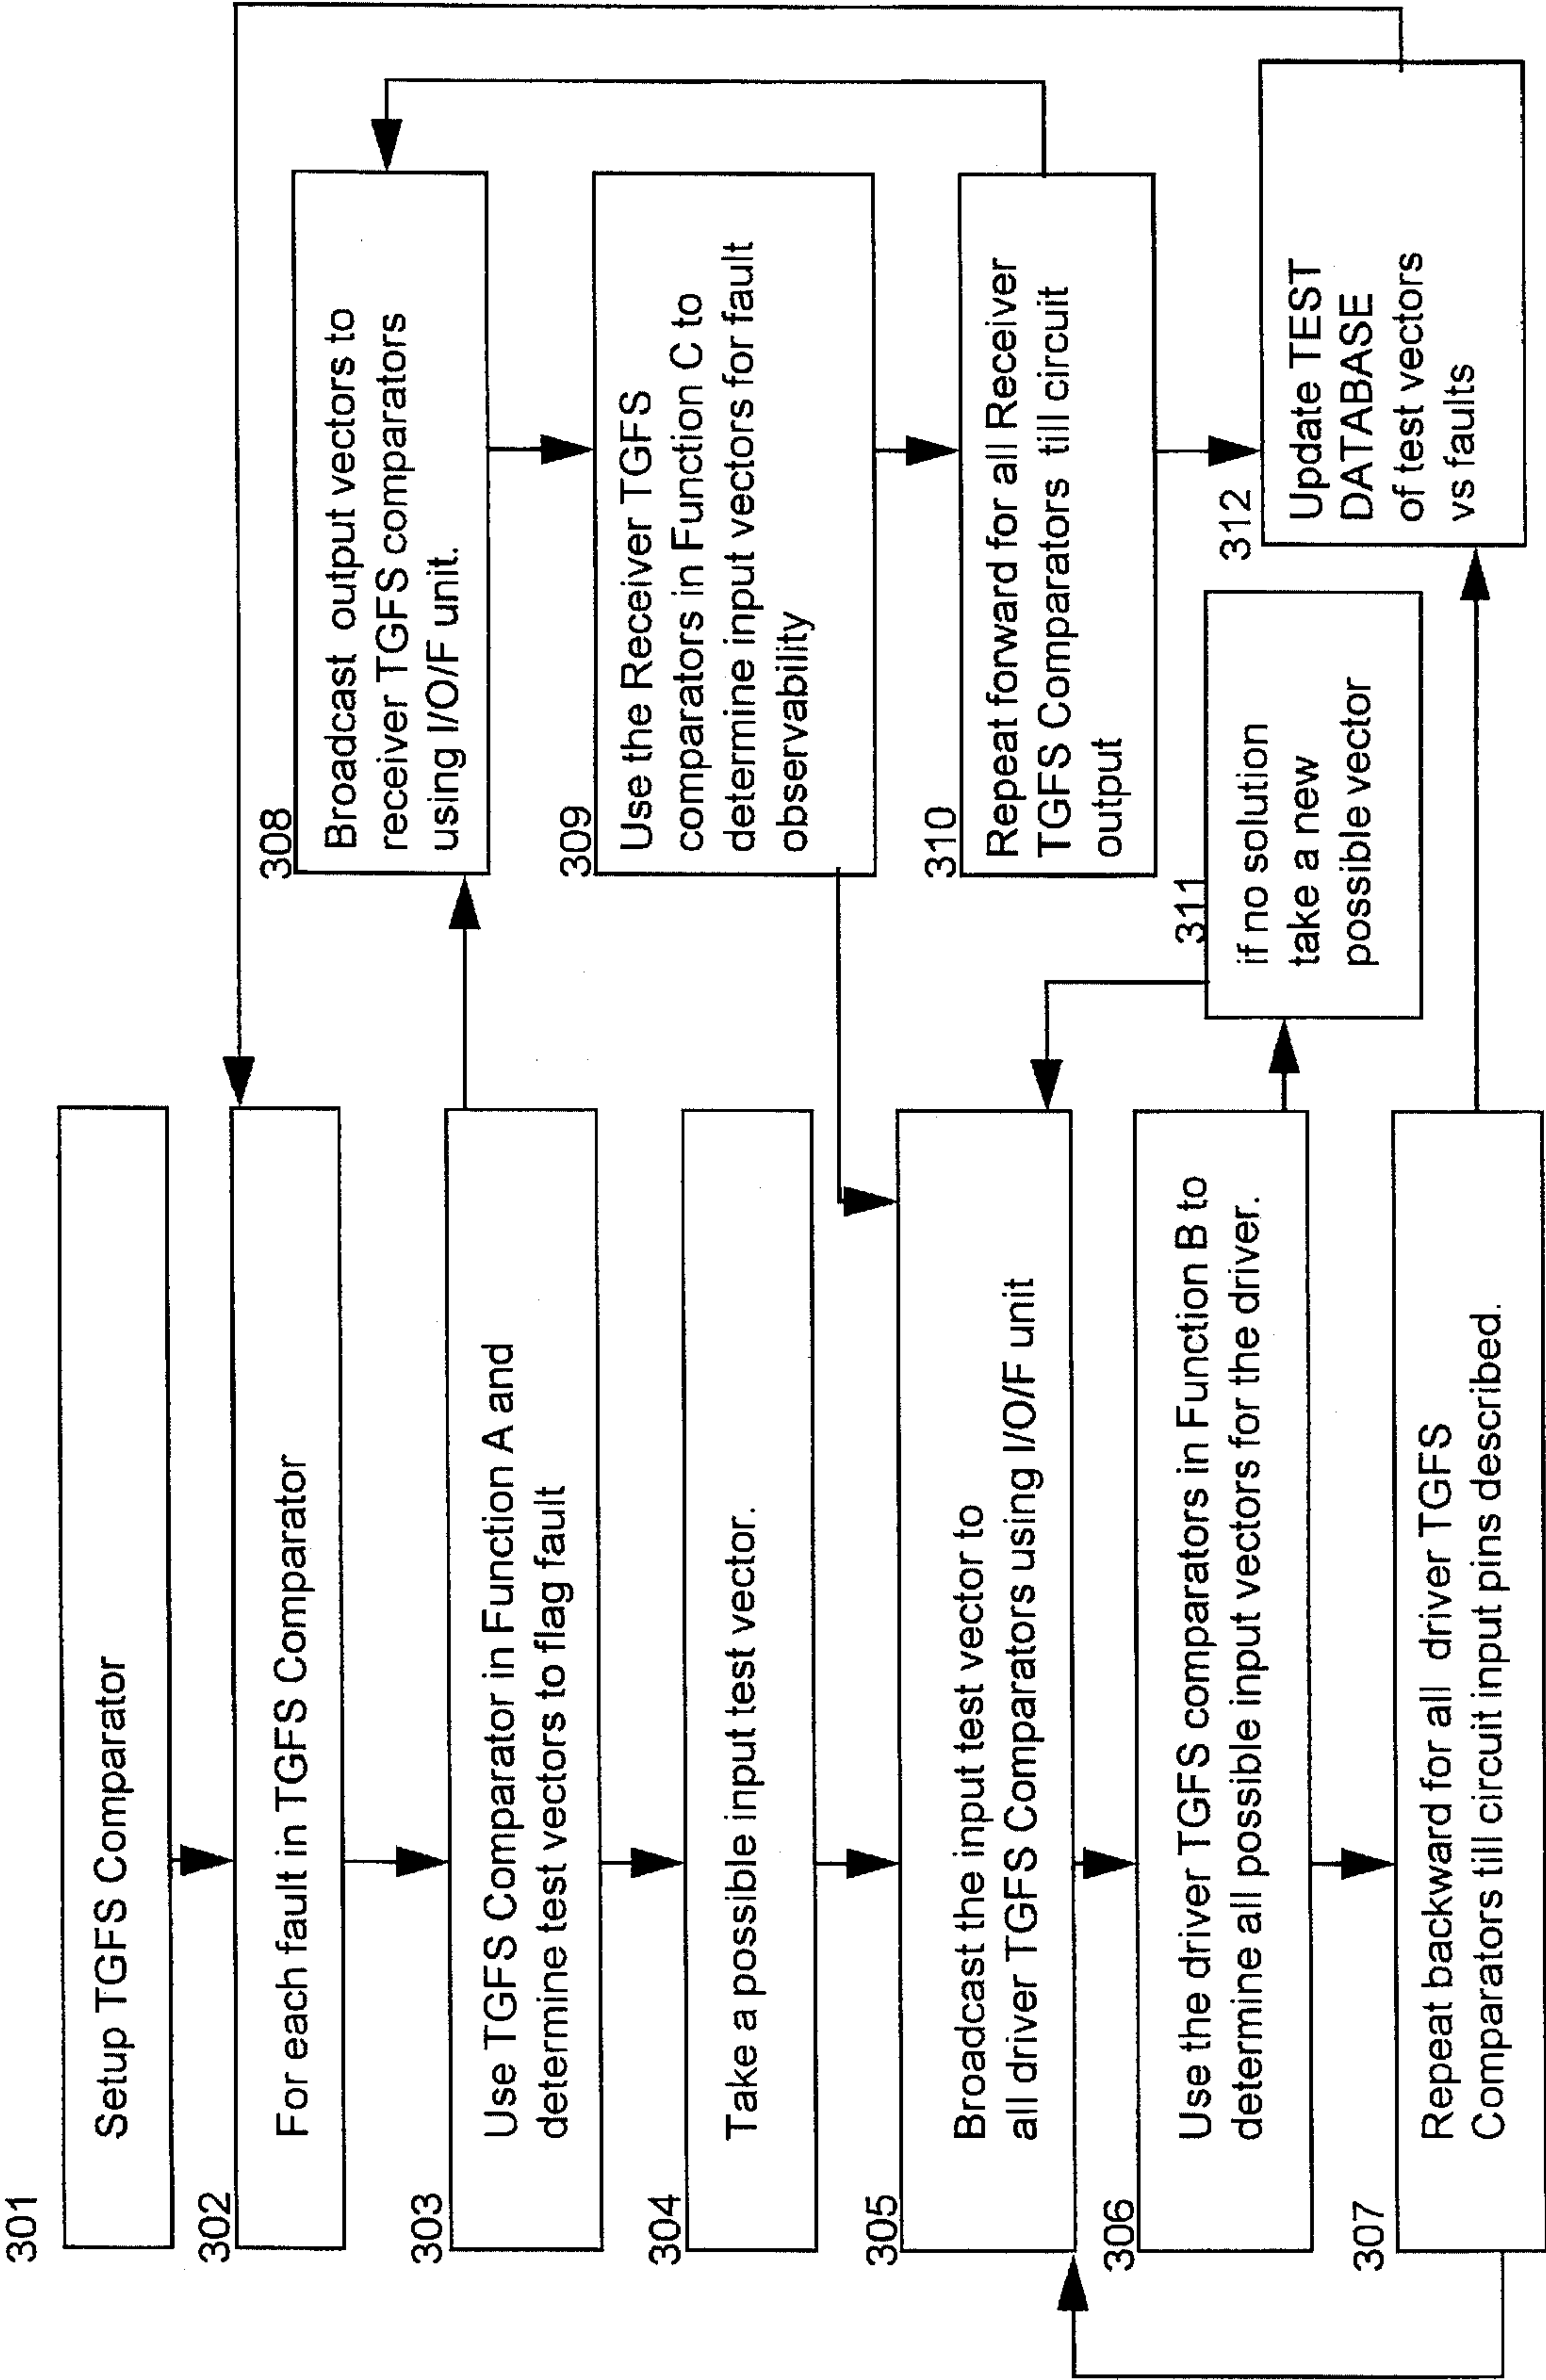 301
Setup TGFS Comparator
302
For each fault in TGFS Comparator
303
Use TGFS Comparator in Function A and
determine test vectors to flag fault
304
Take a possible input test vector.
305
Broadcast the input test vector to
all driver TGFS Comparators using I/O/F unit
306
Use the driver TGFS comparators in Function B to
determine all possible input vectors for the driver.
307
Repeat backward for all driver TGFS
Comparators till circuit input pins described.
308
Broadcast output vectors to
receiver TGFS comparators
using I/O/F unit.
309
Use the Receiver TGFS
comparators in Function C to
determine input vectors for fault
observability
310
Repeat forward for all Receiver
TGFS Comparators till circuit
output
311
if no solution
take a new
possible vector
312
Update TEST
DATABASE
of test vectors
vs faults